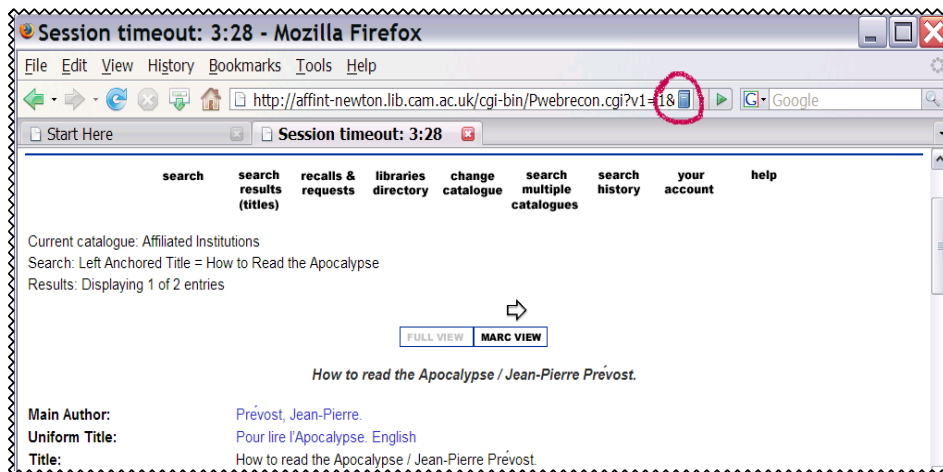 Session timeout: 3:28 - Mozilla Firefox
File Edit View History Bookmarks Tools Help
http://affint-newton.lib.cam.ac.uk/cgi-bin/Pwebrecon.cgi?v1=1& G Google
Start Here Session timeout: 3:28
search search results (titles) recalls & requests libraries directory change catalogue search multiple catalogues search history your account help
Current catalogue: Affiliated Institutions
Search: Left Anchored Title = How to Read the Apocalypse
Results: Displaying 1 of 2 entries
FULL VIEW MARC VIEW
How to read the Apocalypse / Jean-Pierre Prévost.
Main Author: Prévost, Jean-Pierre.
Uniform Title: Pour lire l'Apocalypse. English
Title: How to read the Apocalypse / Jean-Pierre Prévost.